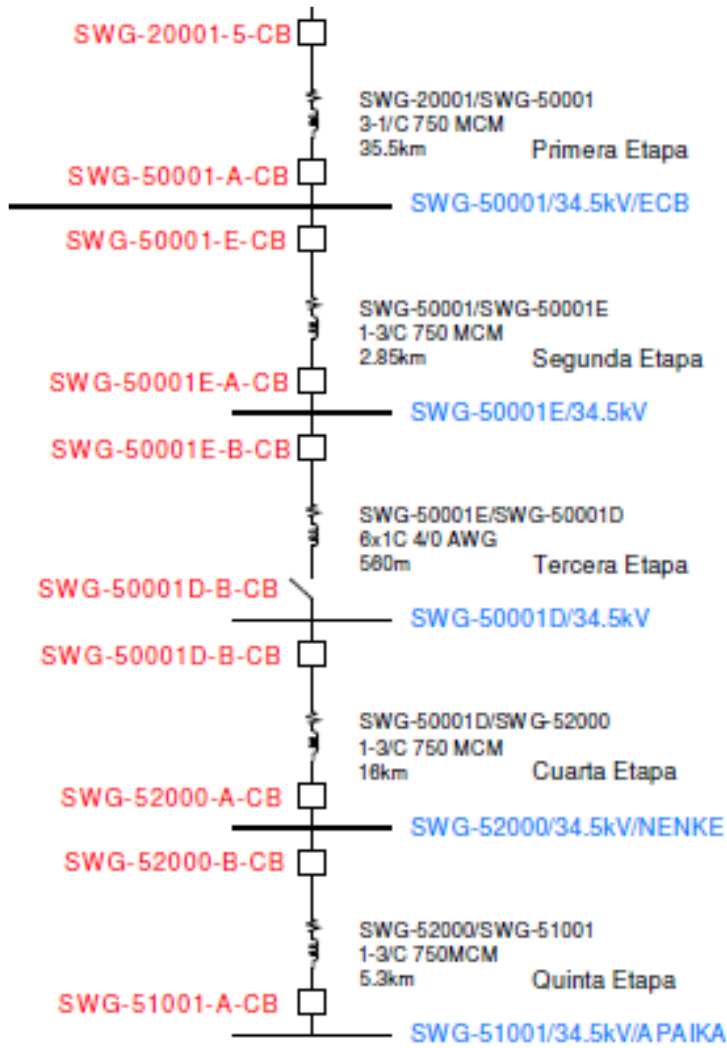 SWG-20001-5-CB
SWG-20001/SWG-50001
3-1/C 750 MCM
35.5km Primera Etapa
SWG-50001-A-CB
SWG-50001/34.5kV/ECB
SWG-50001-E-CB
SWG-50001/SWG-50001E
1-3/C 750 MCM
2.85km Segunda Etapa
SWG-50001E-A-CB
SWG-50001E/34.5kV
SWG-50001E-B-CB
SWG-50001E/SWG-50001D
6x1C 4/0 AWG
560m Tercera Etapa
SWG-50001D-B-CB
SWG-50001D/34.5kV
SWG-50001D-B-CB
SWG-50001D/SWG-52000
1-3/C 750 MCM
16km Cuarta Etapa
SWG-52000-A-CB
SWG-52000/34.5kV/NENKE
SWG-52000-B-CB
SWG-52000/SWG-51001
1-3/C 750MCM
5.3km Quinta Etapa
SWG-51001-A-CB
SWG-51001/34.5kV/APAIKA